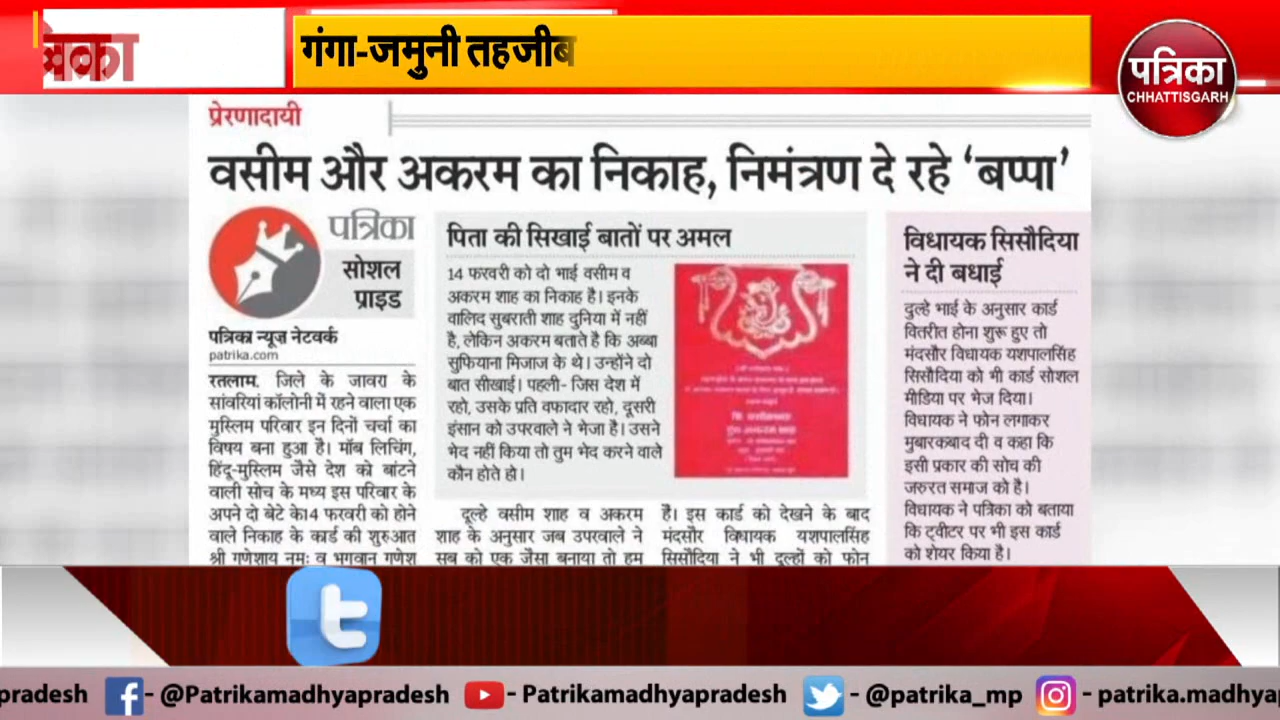 त्रिका
गंगा-जमुनी तहजीब
पत्रिका
CHHATTISGARH
प्रेरणादायी
वसीम और अकरम का निकाह, निमंत्रण दे रहे ‘बप्पा’
पत्रिका
सोशल
प्राइड
पत्रिका न्यूज़ नेटवर्क
patrika.com
रतलाम. जिले के जावरा के
सांवरियां कॉलोनी में रहने वाला एक
मुस्लिम परिवार इन दिनों चर्चा का
विषय बना हुआ है। मॉब लिचिंग,
हिंदू-मुस्लिम जैसे देश को बांटने
वाली सोच के मध्य इस परिवार के
अपने दो बेटे के14 फरवरी को होने
वाले निकाह के कार्ड की शुरुआत
श्री गणेशाय नमः व भगवान गणेश
पिता की सिखाई बातों पर अमल
14 फरवरी को दो भाई वसीम व
अकरम शाह का निकाह है। इनके
वालिद सुबराती शाह दुनिया में नहीं
है, लेकिन अकरम बताते है कि अब्बा
सुफियाना मिजाज के थे। उन्होंने दो
बात सीखाई। पहली- जिस देश में
रहो, उसके प्रति वफादार रहो, दूसरी
इंसान को उपरवाले ने भेजा है। उसने
भेद नहीं किया तो तुम भेद करने वाले
कौन होते हो।
दूल्हे वसीम शाह व अकरम
शाह के अनुसार जब उपरवाले ने
सब को एक जैसा बनाया तो हम
है। इस कार्ड को देखने के बाद
मंदसौर विधायक यशपालसिंह
सिसौदिया ने भी दूल्हों को फोन
विधायक सिसौदिया
ने दी बधाई
दुल्हे भाई के अनुसार कार्ड
वितरीत होना शुरू हुए तो
मंदसौर विधायक यशपालसिंह
सिसौदिया को भी कार्ड सोशल
मीडिया पर भेज दिया।
विधायक ने फोन लगाकर
मुबारकबाद दी व कहा कि
इसी प्रकार की सोच की
जरुरत समाज को है।
विधायक ने पत्रिका को बताया
कि ट्वीटर पर भी इस कार्ड
को शेयर किया है।
pradesh - @Patrikamadhyapradesh - Patrikamadhyapradesh - @patrika_mp - patrika.madhya